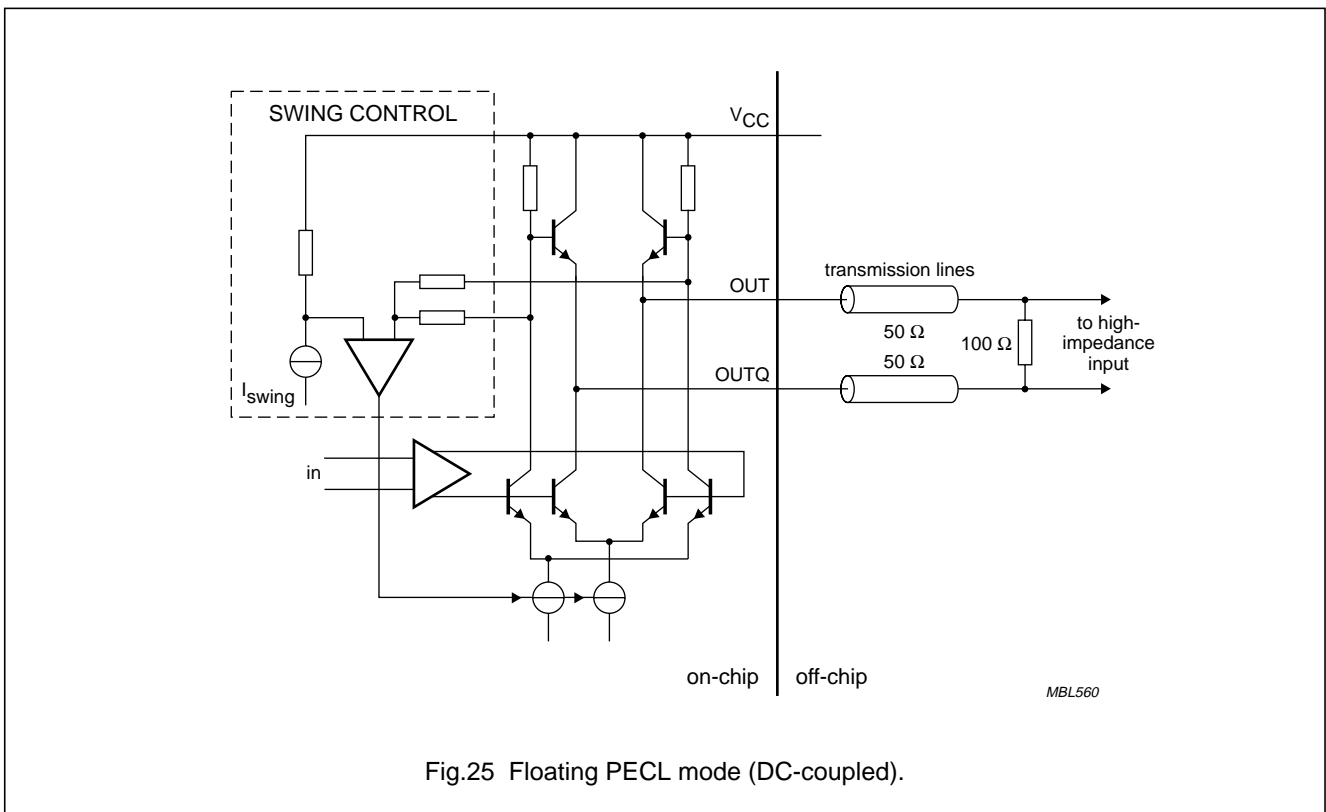 SWING CONTROL
VCC
transmission lines
OUT
50 Ω
100 Ω
to high-
impedance
input
50 Ω
OUTQ
Iswing
in
on-chip
off-chip
MBL560
Fig.25 Floating PECL mode (DC-coupled).